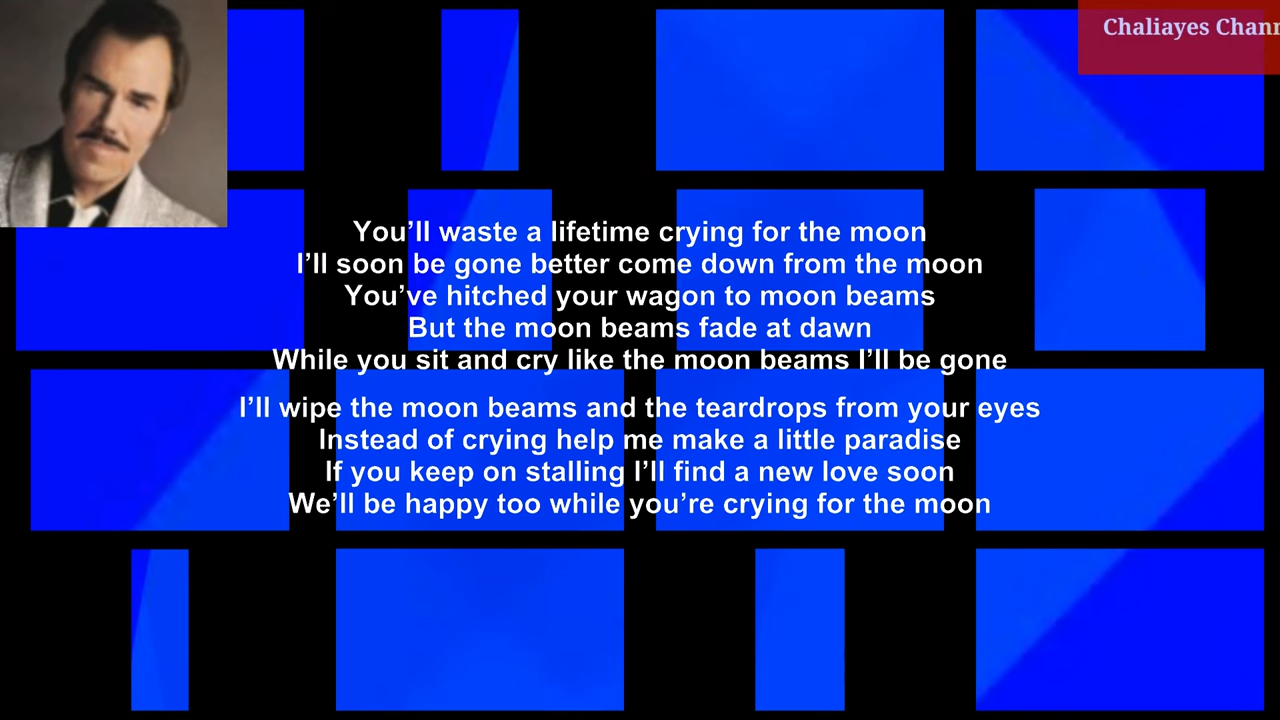 Chaliayes Chann
You’ll waste a lifetime crying for the moon
I’ll soon be gone better come down from the moon
You’ve hitched your wagon to moon beams
But the moon beams fade at dawn
While you sit and cry like the moon beams I’ll be gone
I’ll wipe the moon beams and the teardrops from your eyes
Instead of crying help me make a little paradise
If you keep on stalling I’ll find a new love soon
We’ll be happy too while you’re crying for the moon